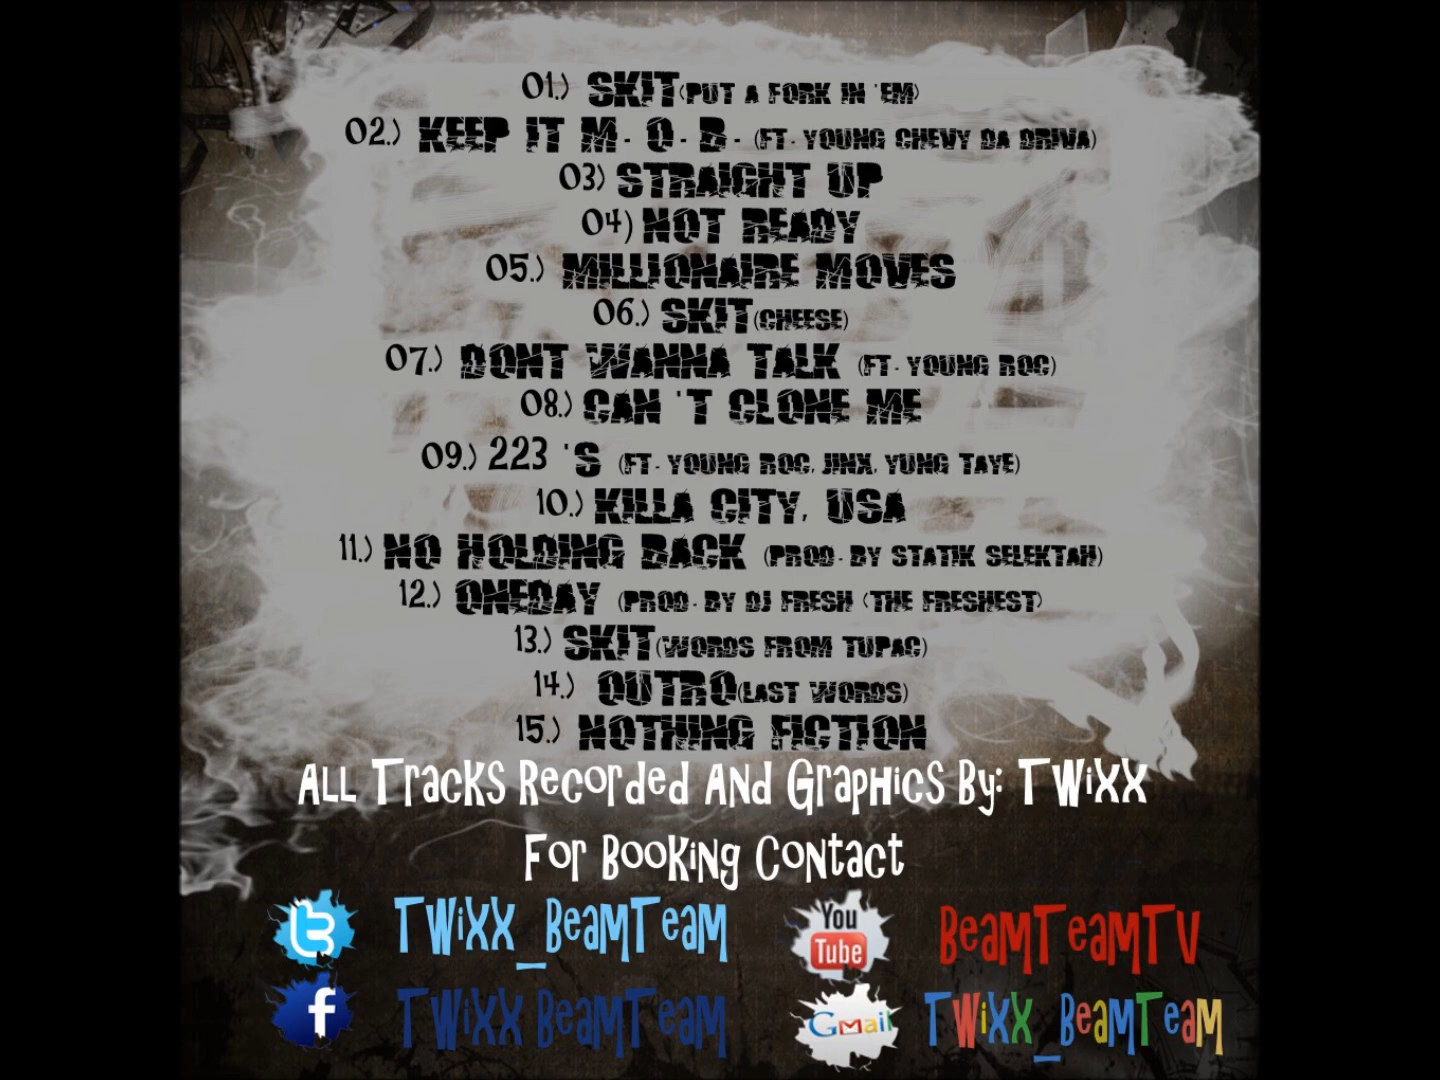 01.) SKIT(PUT A FORK IN 'EM)
02.) KEEP IT M. O. B. (FT. YOUNG CHEVY DA DRIVA)
03) STRAIGHT UP
04) NOT READY
05.) MILLIONAIRE MOVES
06.) SKIT(CHEESE)
07.) DONT WANNA TALK (FT. YOUNG ROC)
08.) CAN 'T CLONE ME
09.) 223 'S (FT. YOUNG ROC, JINX, YUNG TAYE)
10.) KILLA CITY, USA
11.) NO HOLDING BACK (PROD. BY STATIK SELEKTAH)
12.) ONEDAY (PROD. BY DJ FRESH (THE FRESHEST)
13.) SKIT(WORDS FROM TUPAC)
14.) OUTRO(LAST WORDS)
15.) NOTHING FICTION
All Tracks Recorded And Graphics By: TWiXX
For Booking Contact
TWiXX_BeamTeam
You Tube BeamTeamTV
f TWiXX BeamTeam
Gmail TWiXX_BeamTeam